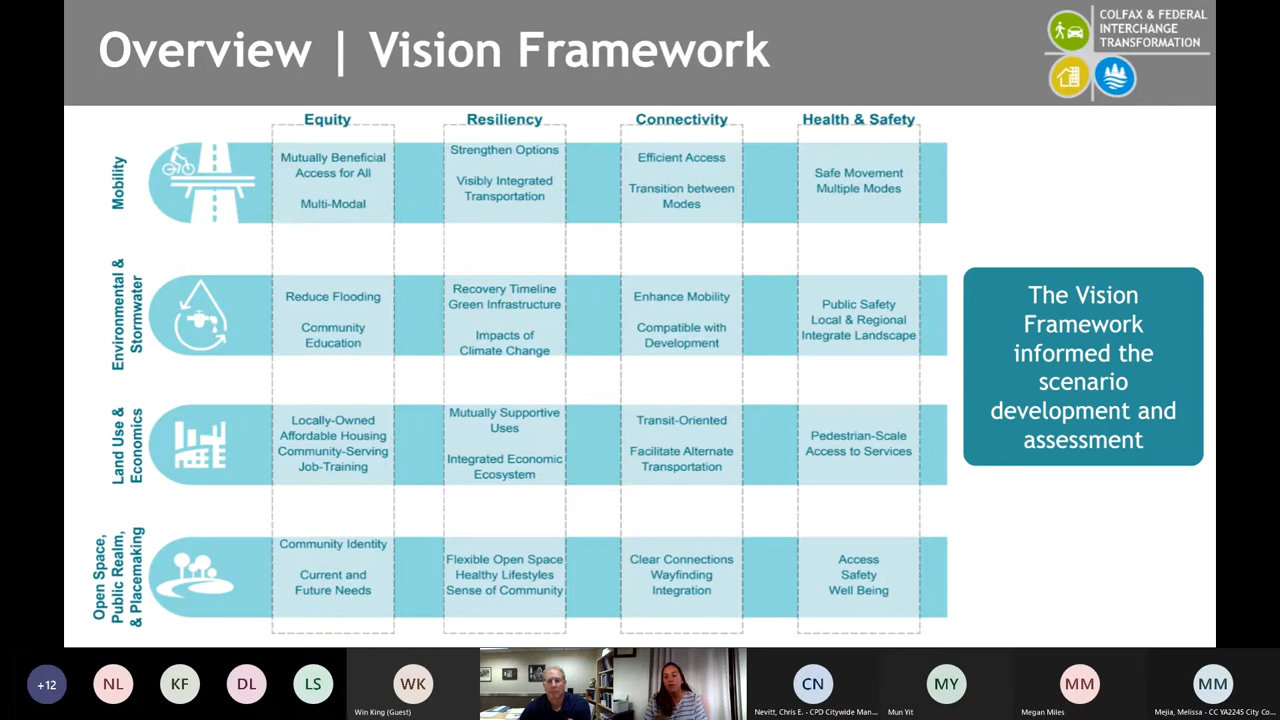 Overview | Vision Framework
COLFAX & FEDERAL
INTERCHANGE
TRANSFORMATION
Equity
Resiliency
Connectivity
Health & Safety
Mobility
Mutually Beneficial
Access for All
Multi-Modal
Strengthen Options
Visibly Integrated
Transportation
Efficient Access
Transition between
Modes
Safe Movement
Multiple Modes
Environmental &
Stormwater
Reduce Flooding
Community
Education
Recovery Timeline
Green Infrastructure
Impacts of
Climate Change
Enhance Mobility
Compatible with
Development
Public Safety
Local & Regional
Integrate Landscape
Land Use &
Economics
Locally-Owned
Affordable Housing
Community-Serving
Job-Training
Mutually Supportive
Uses
Integrated Economic
Ecosystem
Transit-Oriented
Facilitate Alternate
Transportation
Pedestrian-Scale
Access to Services
Open Space,
Public Realm,
& Placemaking
Community Identity
Current and
Future Needs
Flexible Open Space
Healthy Lifestyles
Sense of Community
Clear Connections
Wayfinding
Integration
Access
Safety
Well Being
The Vision
Framework
informed the
scenario
development and
assessment
+12
NL
KF
DL
LS
WK
Win King (Guest)
CN
Nevitt, Chris E. - CPD Citywide Man...
MY
Mun Yit
MM
Megan Miles
MM
Mejia, Melissa - CC YA2245 City Co...